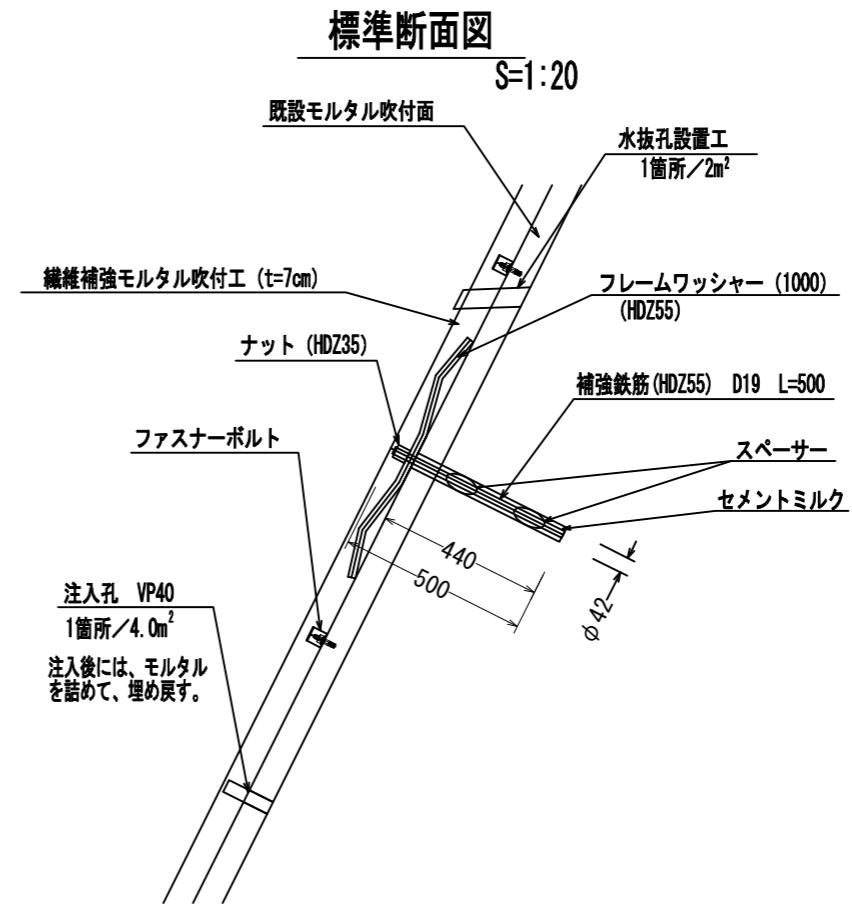 標準断面図
S=1:20
既設モルタル吹付面
水抜孔設置工
1箇所／2m²
繊維補強モルタル吹付工 (t=7cm)
フレームワッシャー (1000)
(HDZ55)
ナット (HDZ35)
補強鉄筋(HDZ55) D19 L=500
ファスナーボルト
スペーサー
セメントミルク
440
500
φ42
注入孔 VP40
1箇所／4.0m²
注入後には、モルタル
を詰めて、埋め戻す。